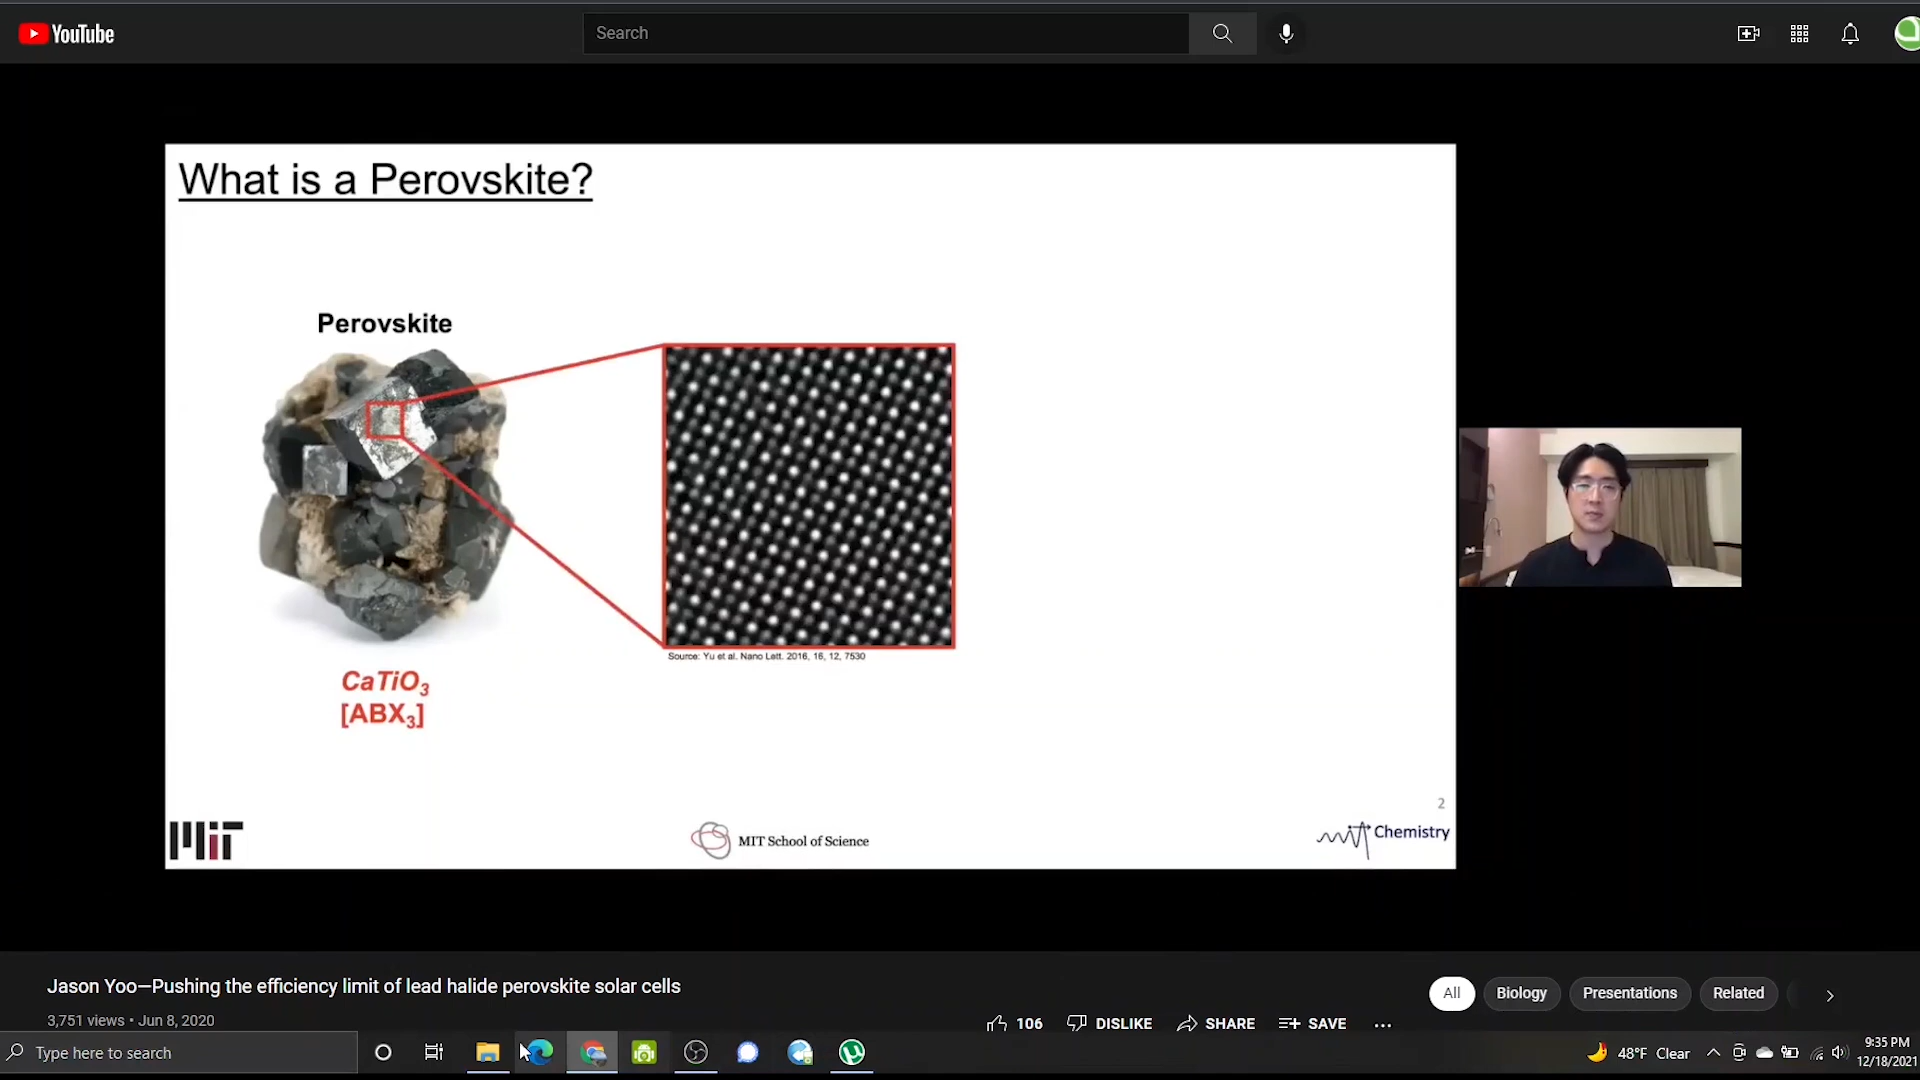 YouTube
Search
What is a Perovskite?
Perovskite
Source: Yu et al. Nano Lett. 2016, 16, 12, 7530
CaTiO₃
[ABX₃]
2
MIT
MIT School of Science
MIT Chemistry
Jason Yoo—Pushing the efficiency limit of lead halide perovskite solar cells
3,751 views • Jun 8, 2020
106 DISLIKE SHARE SAVE ...
All Biology Presentations Related
Type here to search
48°F Clear
9:35 PM
12/18/2021